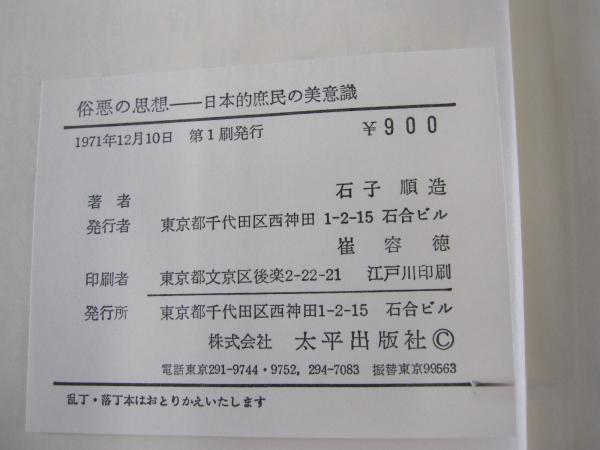 俗悪の思想——日本的庶民の美意識
1971年12月10日 第1刷発行 ¥900
著者 石子順造
発行者 東京都千代田区西神田 1-2-15 石合ビル
崔容徳
印刷者 東京都文京区後楽2-22-21 江戸川印刷
発行所 東京都千代田区西神田1-2-15 石合ビル
株式会社 太平出版社©
電話東京291-9744・9752, 294-7083 振替東京99563
乱丁・落丁本はおとりかえいたします